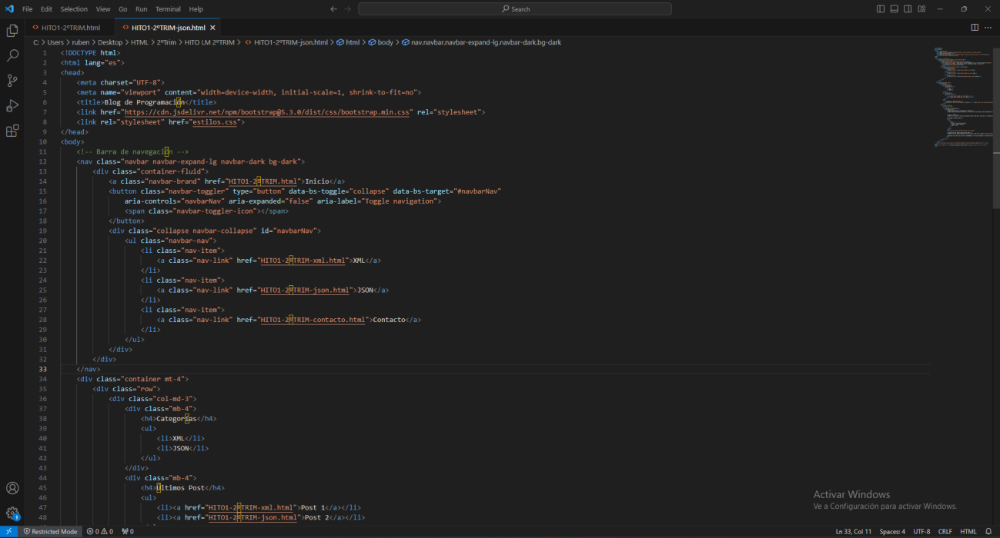 File Edit Selection View Go Run Terminal Help
Search
HITO1-2ºTRIM.html
HITO1-2ºTRIM-json.html
C: > Users > ruben > Desktop > HTML > 2ºTrim > HITO LM 2ºTRIM > HITO1-2ºTRIM-json.html > html > body > nav.navbar.navbar-expand-lg.navbar-dark.bg-dark
1 <!DOCTYPE html>
2 <html lang="es">
3 <head>
4 <meta charset="UTF-8">
5 <meta name="viewport" content="width=device-width, initial-scale=1, shrink-to-fit=no">
6 <title>Blog de Programación</title>
7 <link href="https://cdn.jsdelivr.net/npm/bootstrap@5.3.0/dist/css/bootstrap.min.css" rel="stylesheet">
8 <link rel="stylesheet" href="estilos.css">
9 </head>
10 <body>
11 <!-- Barra de navegación -->
12 <nav class="navbar navbar-expand-lg navbar-dark bg-dark">
13 <div class="container-fluid">
14 <a class="navbar-brand" href="HITO1-2ºTRIM.html">Inicio</a>
15 <button class="navbar-toggler" type="button" data-bs-toggle="collapse" data-bs-target="#navbarNav"
16 aria-controls="navbarNav" aria-expanded="false" aria-label="Toggle navigation">
17 <span class="navbar-toggler-icon"></span>
18 </button>
19 <div class="collapse navbar-collapse" id="navbarNav">
20 <ul class="navbar-nav">
21 <li class="nav-item">
22 <a class="nav-link" href="HITO1-2ºTRIM-xml.html">XML</a>
23 </li>
24 <li class="nav-item">
25 <a class="nav-link" href="HITO1-2ºTRIM-json.html">JSON</a>
26 </li>
27 <li class="nav-item">
28 <a class="nav-link" href="HITO1-2ºTRIM-contacto.html">Contacto</a>
29 </li>
30 </ul>
31 </div>
32 </div>
33 </nav>
34 <div class="container mt-4">
35 <div class="row">
36 <div class="col-md-3">
37 <div class="mb-4">
38 <h4>Categorías</h4>
39 <ul>
40 <li>XML</li>
41 <li>JSON</li>
42 </ul>
43 </div>
44 <div class="mb-4">
45 <h4>Últimos Post</h4>
46 <ul>
47 <li><a href="HITO1-2ºTRIM-xml.html">Post 1</a></li>
48 <li><a href="HITO1-2ºTRIM-json.html">Post 2</a></li>
Activar Windows
Ve a Configuración para activar Windows.
1
Restricted Mode 0 0 0 Ln 33, Col 11 Spaces: 4 UTF-8 CRLF HTML